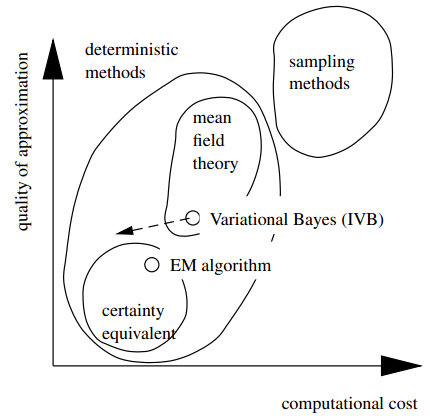 deterministic
methods
sampling
methods
mean
field
theory
Variational Bayes (IVB)
EM algorithm
certainty
equivalent
quality of approximation
computational cost